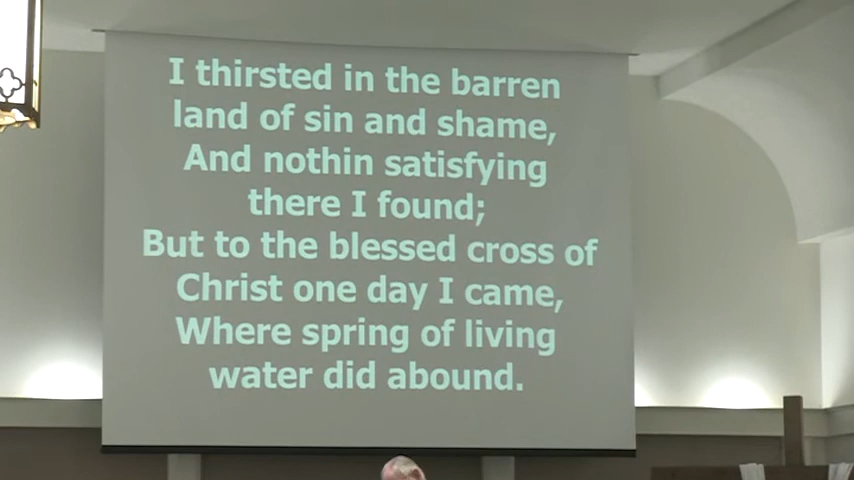 I thirsted in the barren
land of sin and shame,
And nothin satisfying
there I found;
But to the blessed cross of
Christ one day I came,
Where spring of living
water did abound.